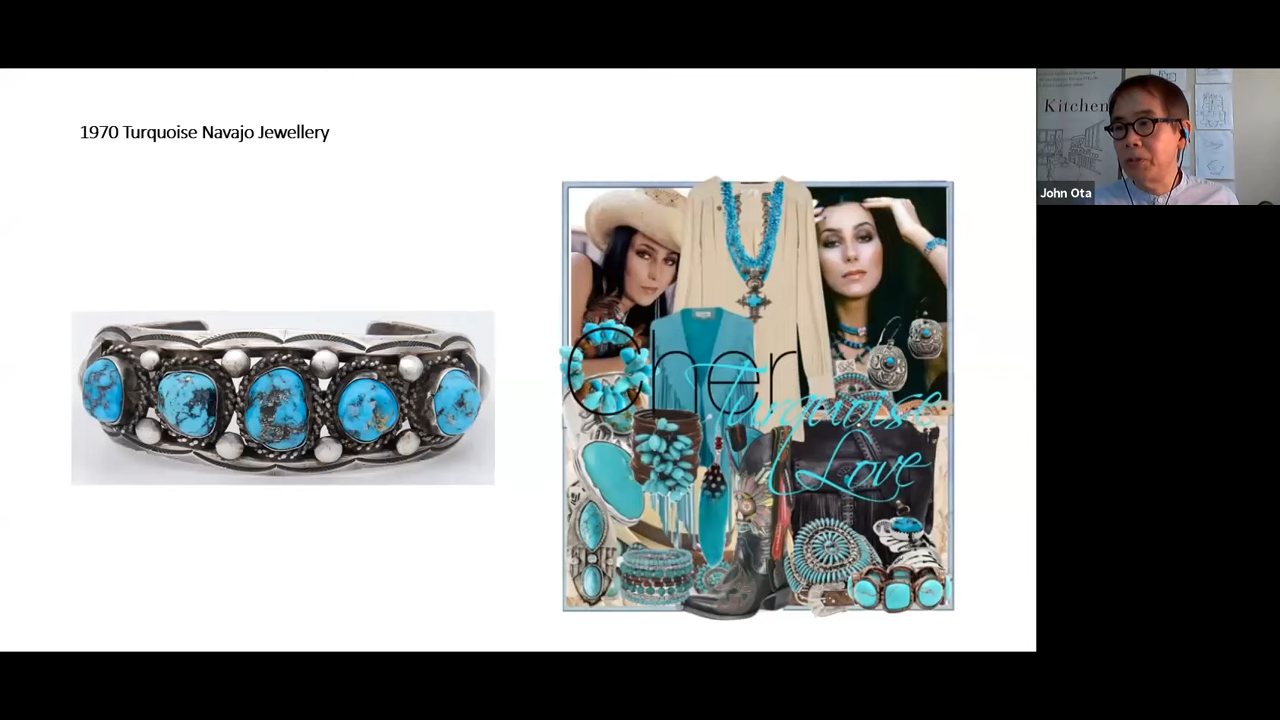 1970 Turquoise Navajo Jewellery
Cher
Turquoise
Love
Kitchen
John Ota